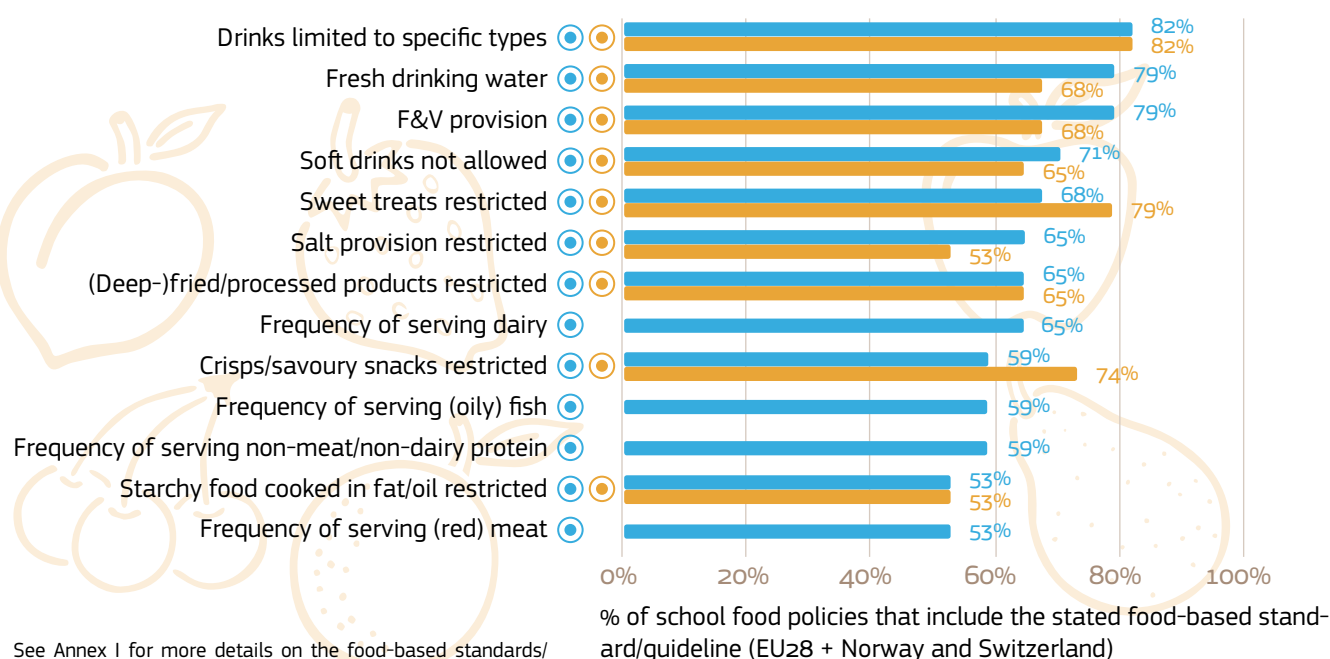 Drinks limited to specific types 82%
82%
Fresh drinking water 79%
68%
F&V provision 79%
68%
Soft drinks not allowed 71%
65%
Sweet treats restricted 68%
79%
Salt provision restricted 65%
53%
(Deep-)fried/processed products restricted 65%
65%
Frequency of serving dairy 65%
Crisps/savoury snacks restricted 59%
74%
Frequency of serving (oily) fish 59%
Frequency of serving non-meat/non-dairy protein 59%
Starchy food cooked in fat/oil restricted 53%
53%
Frequency of serving (red) meat 53%
0% 20% 40% 60% 80% 100%
% of school food policies that include the stated food-based stand-
ard/guideline (EU28 + Norway and Switzerland)
See Annex I for more details on the food-based standards/